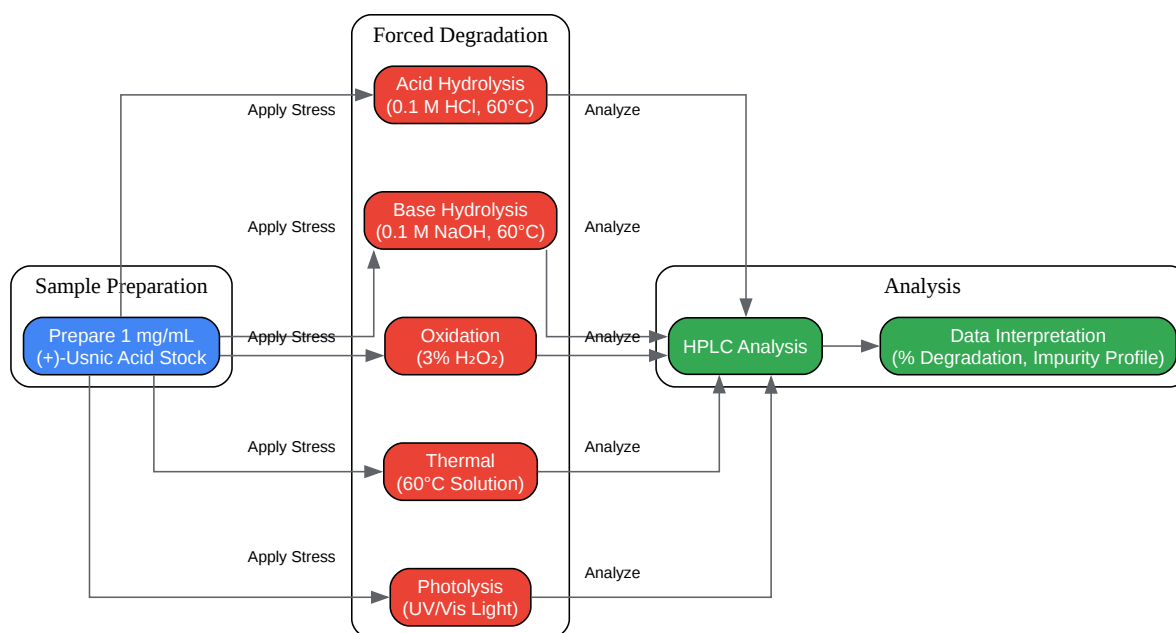 Forced Degradation
Acid Hydrolysis
(0.1 M HCl, 60°C)
Apply Stress
Analyze
Base Hydrolysis
(0.1 M NaOH, 60°C)
Apply Stress
Analyze
Sample Preparation
Prepare 1 mg/mL
(+)-Usnic Acid Stock
Apply Stress
Oxidation
(3% H₂O₂)
Analyze
Analysis
HPLC Analysis
Data Interpretation
(% Degradation, Impurity Profile)
Apply Stress
Thermal
(60°C Solution)
Analyze
Apply Stress
Photolysis
(UV/Vis Light)
Analyze